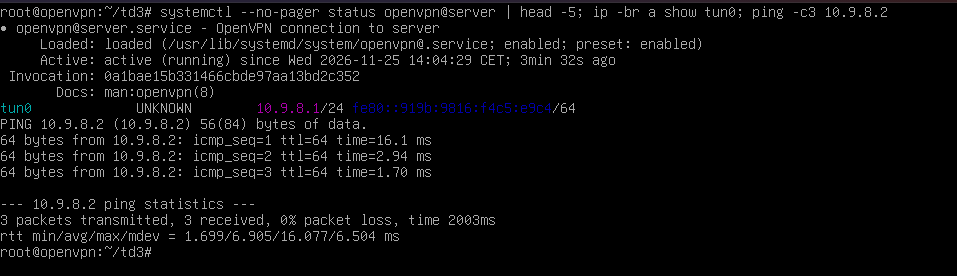 root@openvpn:~/td3# systemctl --no-pager status openvpn@server | head -5; ip -br a show tun0; ping -c3 10.9.8.2
● openvpn@server.service - OpenVPN connection to server
     Loaded: loaded (/usr/lib/systemd/system/openvpn@.service; enabled; preset: enabled)
     Active: active (running) since Wed 2026-11-25 14:04:29 CET; 3min 32s ago
 Invocation: 0a1bae15b331466cbde97aa13bd2c352
       Docs: man:openvpn(8)
tun0             UNKNOWN        10.9.8.1/24 fe80::919b:9816:f4c5:e9c4/64
PING 10.9.8.2 (10.9.8.2) 56(84) bytes of data.
64 bytes from 10.9.8.2: icmp_seq=1 ttl=64 time=16.1 ms
64 bytes from 10.9.8.2: icmp_seq=2 ttl=64 time=2.94 ms
64 bytes from 10.9.8.2: icmp_seq=3 ttl=64 time=1.70 ms

--- 10.9.8.2 ping statistics ---
3 packets transmitted, 3 received, 0% packet loss, time 2003ms
rtt min/avg/max/mdev = 1.699/6.905/16.077/6.504 ms
root@openvpn:~/td3#